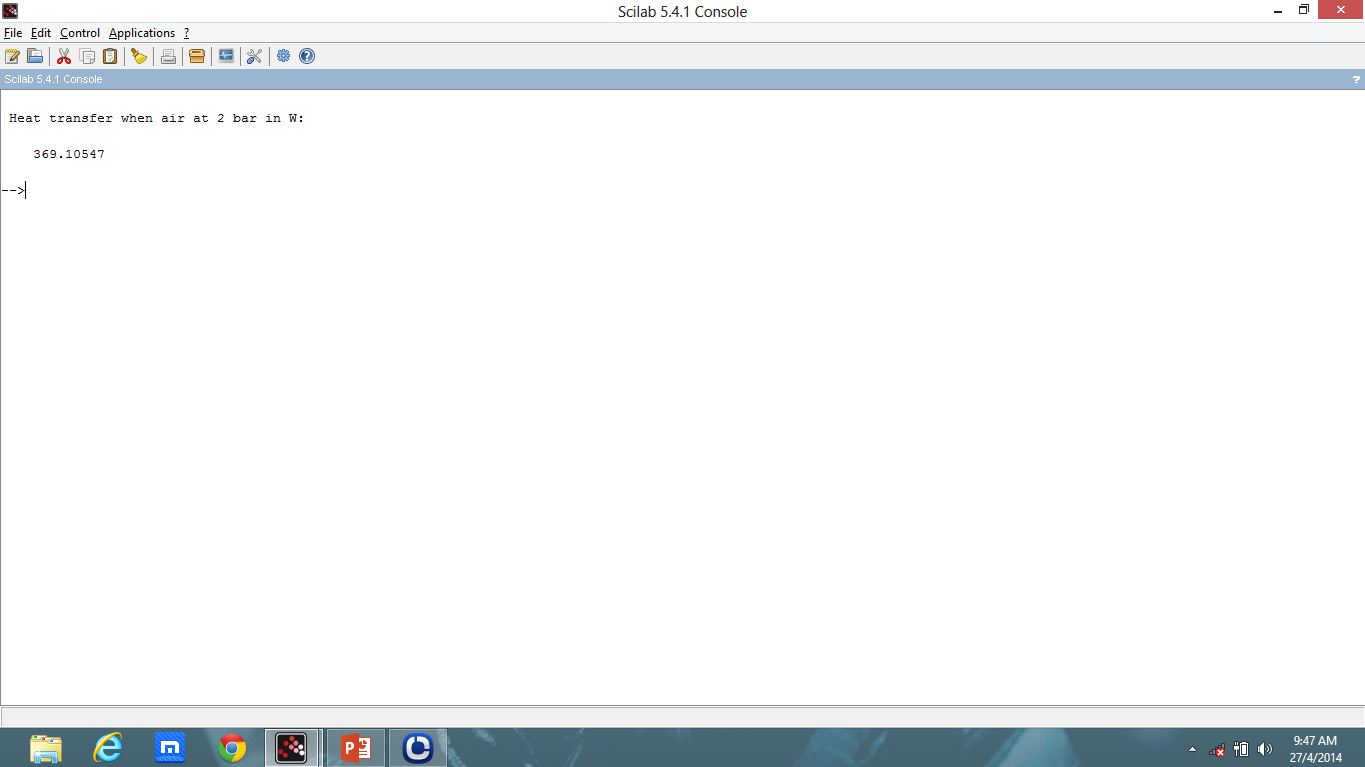 Scilab 5.4.1 Console
File Edit Control Applications ?
Scilab 5.4.1 Console ?
Heat transfer when air at 2 bar in W:
369.10547
-->
9:47 AM
27/4/2014